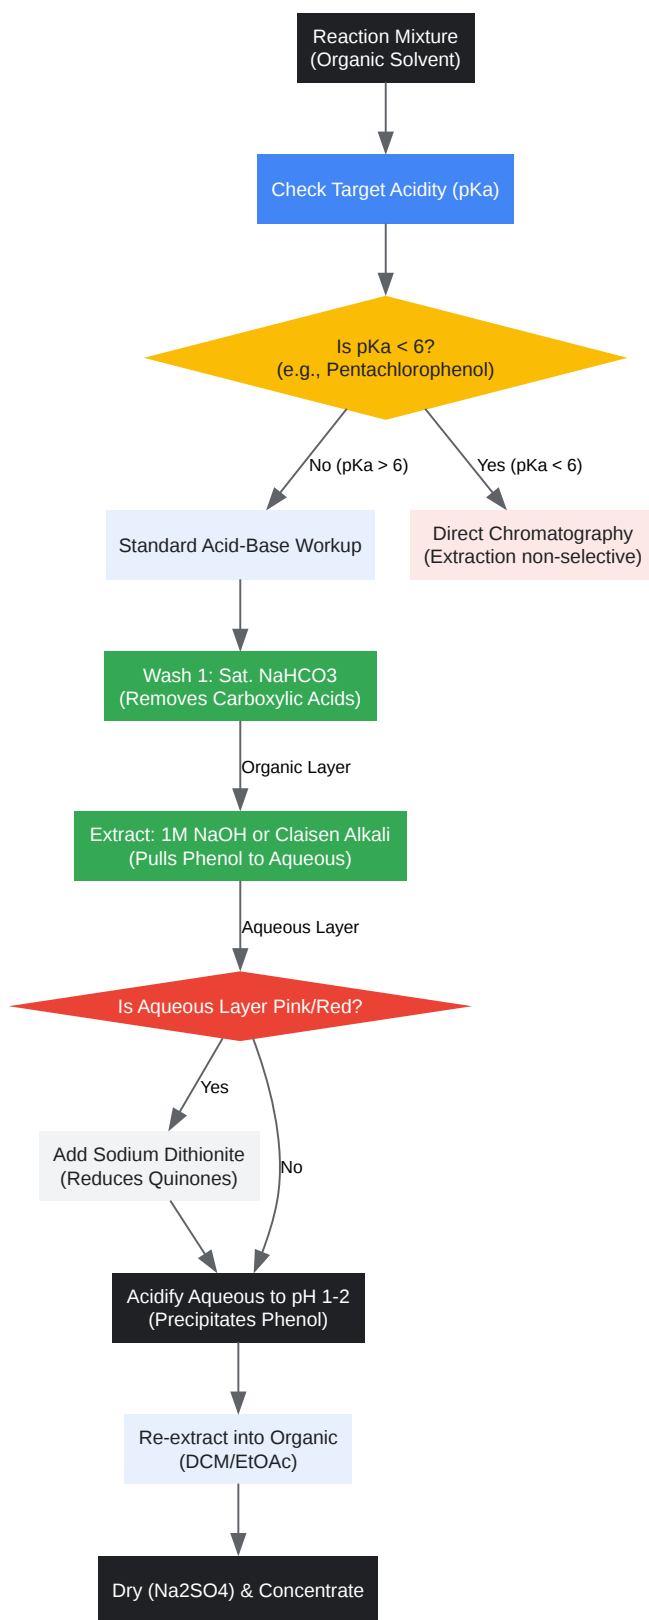 Reaction Mixture
(Organic Solvent)
Check Target Acidity (pKa)
Is pKa < 6?
(e.g., Pentachlorophenol)
No (pKa > 6)
Yes (pKa < 6)
Standard Acid-Base Workup
Direct Chromatography
(Extraction non-selective)
Wash 1: Sat. NaHCO3
(Removes Carboxylic Acids)
Organic Layer
Extract: 1M NaOH or Claisen Alkali
(Pulls Phenol to Aqueous)
Aqueous Layer
Is Aqueous Layer Pink/Red?
Yes
Add Sodium Dithionite
(Reduces Quinones)
No
Acidify Aqueous to pH 1-2
(Precipitates Phenol)
Re-extract into Organic
(DCM/EtOAc)
Dry (Na2SO4) & Concentrate